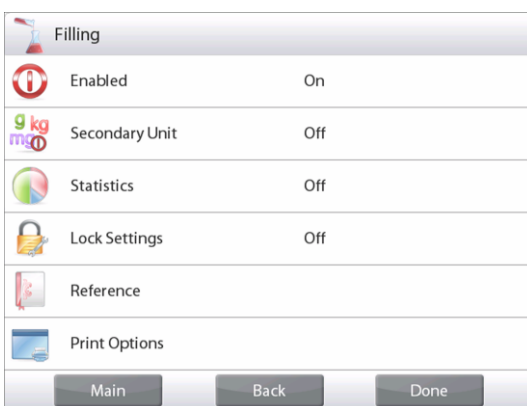 Filling
Enabled On
g kg
mg
Secondary Unit Off
Statistics Off
Lock Settings Off
Reference
Print Options
Main Back Done